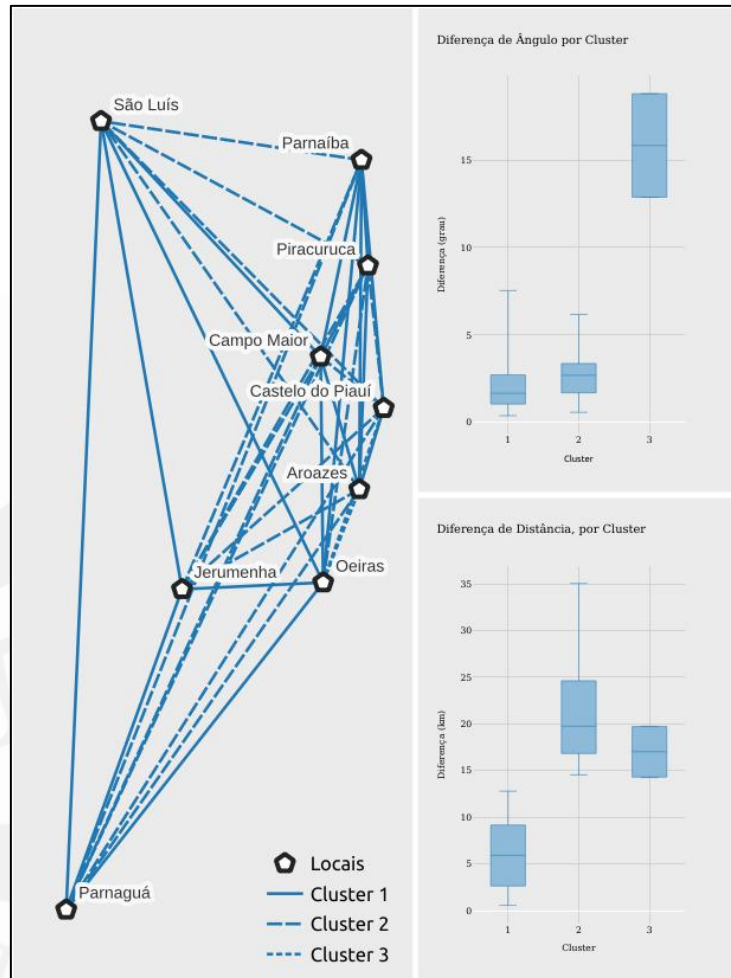 São Luís
Parnaíba
Piracuruca
Campo Maior
Castelo do Piauí
Aroazes
Jerumenha
Oeiras
Parnaguá
Locais
Cluster 1
Cluster 2
Cluster 3
Diferença de Ângulo por Cluster
Diferença (grau)
15
10
5
0
1 2 3
Cluster
Diferença de Distância, por Cluster
Diferença (km)
35
30
25
20
15
10
5
0
1 2 3
Cluster